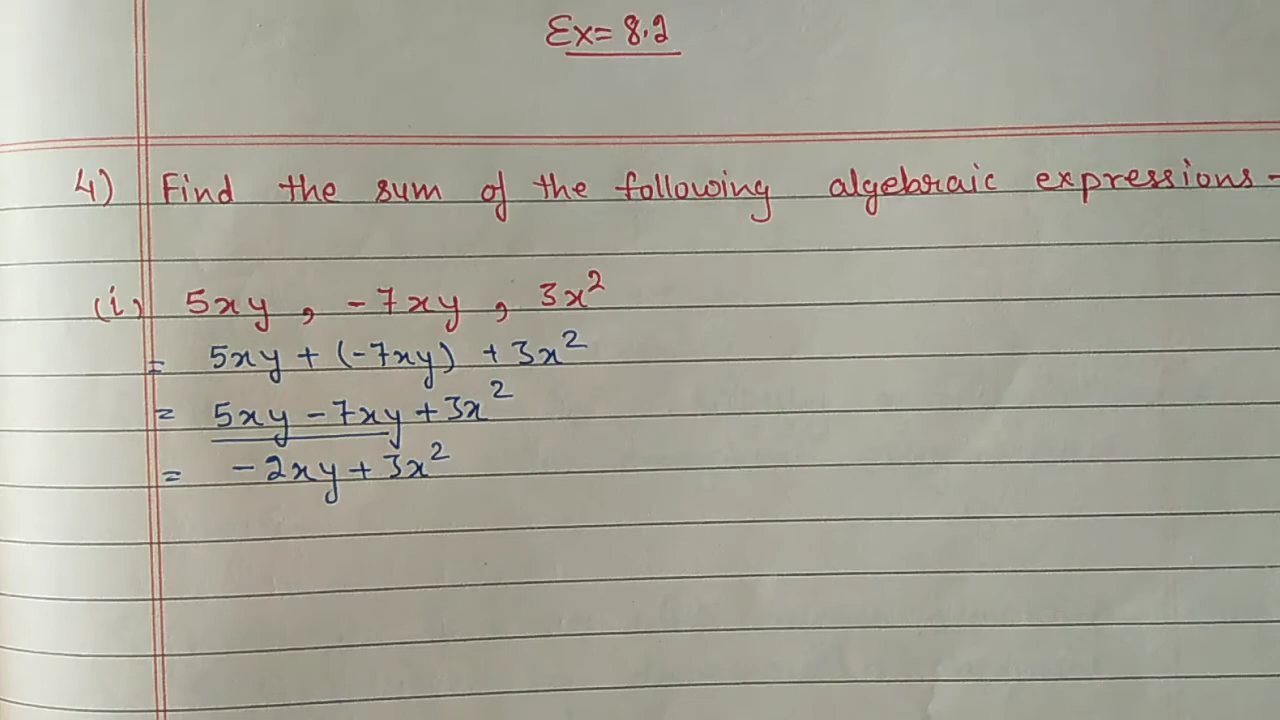 Ex= 8.2
4) Find the sum of the following algebraic expressions-
(i) 5xy, -7xy, 3x²
= 5xy + (-7xy) + 3x²
= 5xy - 7xy + 3x²
= -2xy + 3x²